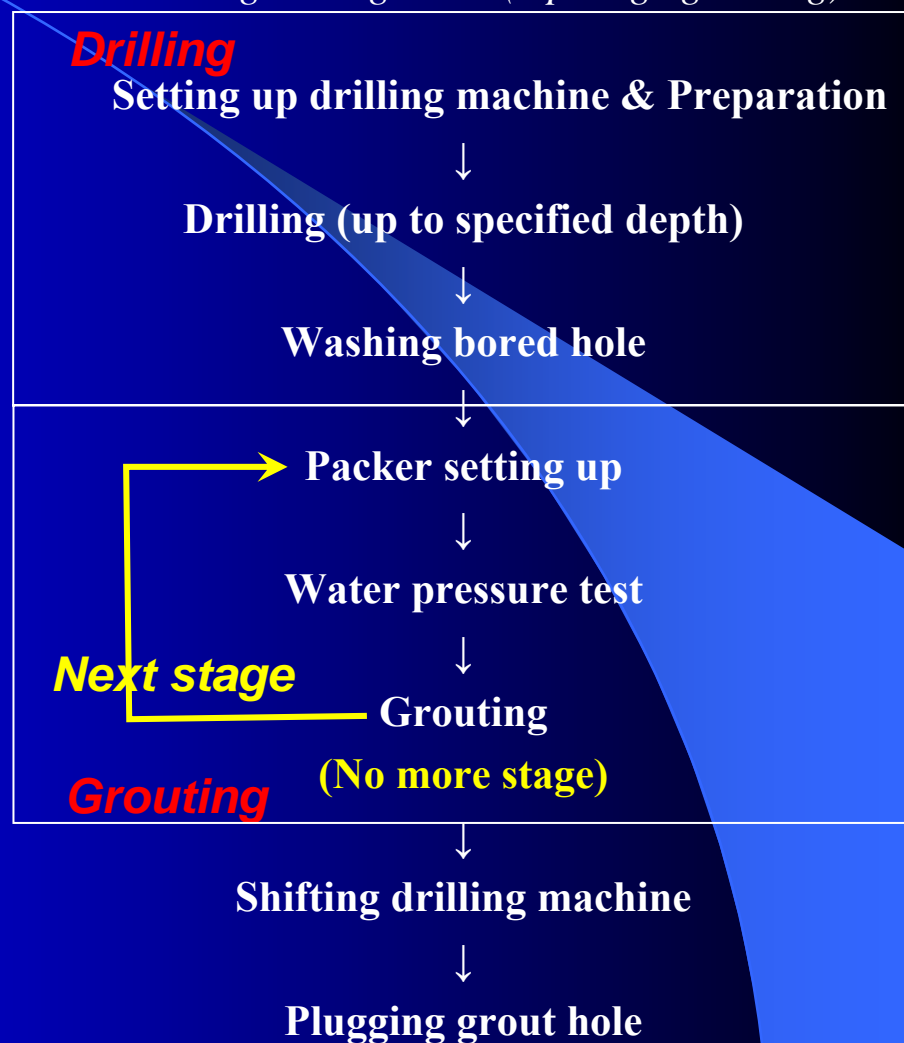 Drilling
Setting up drilling machine & Preparation
↓
Drilling (up to specified depth)
↓
Washing bored hole
↓
Packer setting up
↓
Water pressure test
↓
Next stage
Grouting
(No more stage)
Grouting
↓
Shifting drilling machine
↓
Plugging grout hole